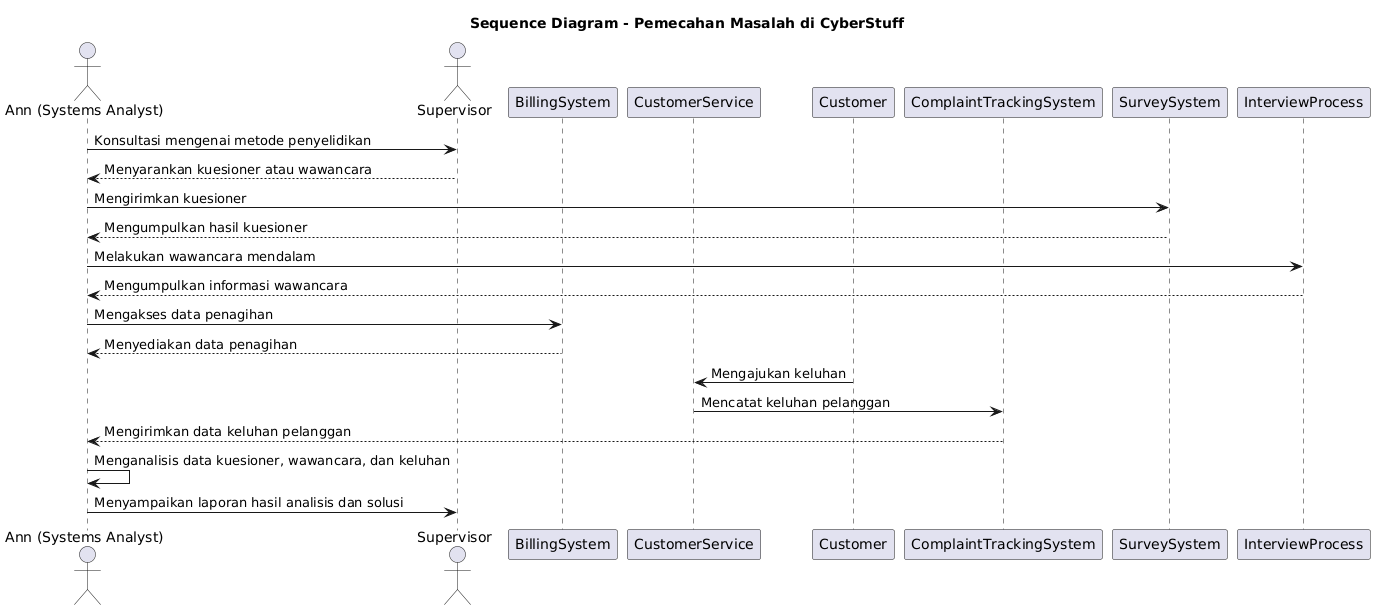 Sequence Diagram - Pemecahan Masalah di CyberStuff
Ann (Systems Analyst)
Supervisor
BillingSystem
CustomerService
Customer
ComplaintTrackingSystem
SurveySystem
InterviewProcess
Konsultasi mengenai metode penyelidikan
Menyarankan kuesioner atau wawancara
Mengirimkan kuesioner
Mengumpulkan hasil kuesioner
Melakukan wawancara mendalam
Mengumpulkan informasi wawancara
Mengakses data penagihan
Menyediakan data penagihan
Mengajukan keluhan
Mencatat keluhan pelanggan
Mengirimkan data keluhan pelanggan
Menganalisis data kuesioner, wawancara, dan keluhan
Menyampaikan laporan hasil analisis dan solusi
Ann (Systems Analyst)
Supervisor
BillingSystem
CustomerService
Customer
ComplaintTrackingSystem
SurveySystem
InterviewProcess